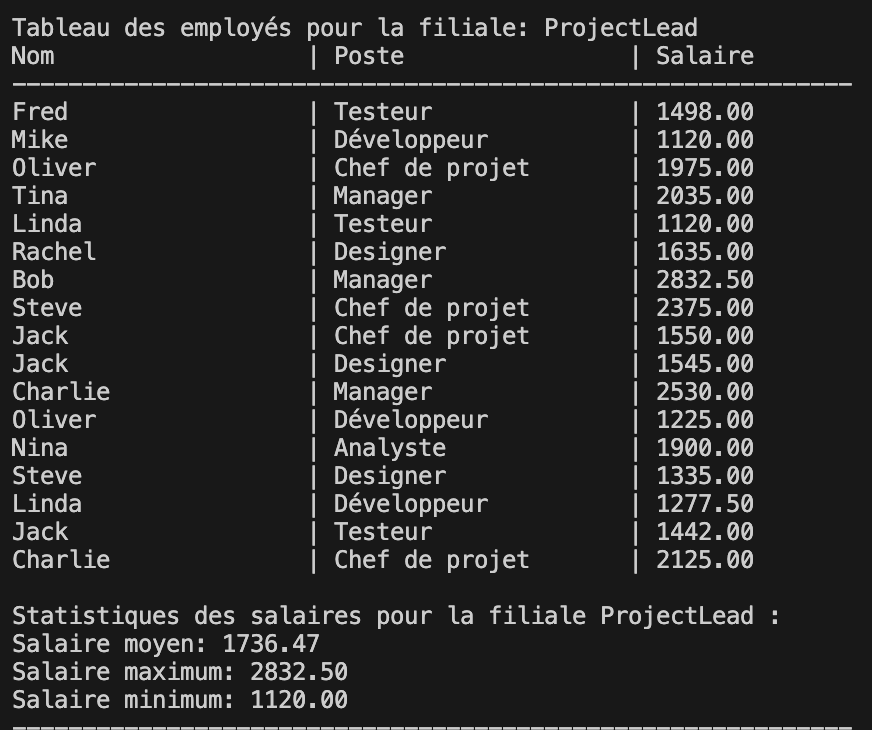 Tableau des employés pour la filiale: ProjectLead
Nom                  | Poste                | Salaire
------------------------------------------------------------
Fred                 | Testeur              | 1498.00
Mike                 | Développeur          | 1120.00
Oliver               | Chef de projet       | 1975.00
Tina                 | Manager              | 2035.00
Linda                | Testeur              | 1120.00
Rachel               | Designer             | 1635.00
Bob                  | Manager              | 2832.50
Steve                | Chef de projet       | 2375.00
Jack                 | Chef de projet       | 1550.00
Jack                 | Designer             | 1545.00
Charlie              | Manager              | 2530.00
Oliver               | Développeur          | 1225.00
Nina                 | Analyste             | 1900.00
Steve                | Designer             | 1335.00
Linda                | Développeur          | 1277.50
Jack                 | Testeur              | 1442.00
Charlie              | Chef de projet       | 2125.00

Statistiques des salaires pour la filiale ProjectLead :
Salaire moyen: 1736.47
Salaire maximum: 2832.50
Salaire minimum: 1120.00
------------------------------------------------------------